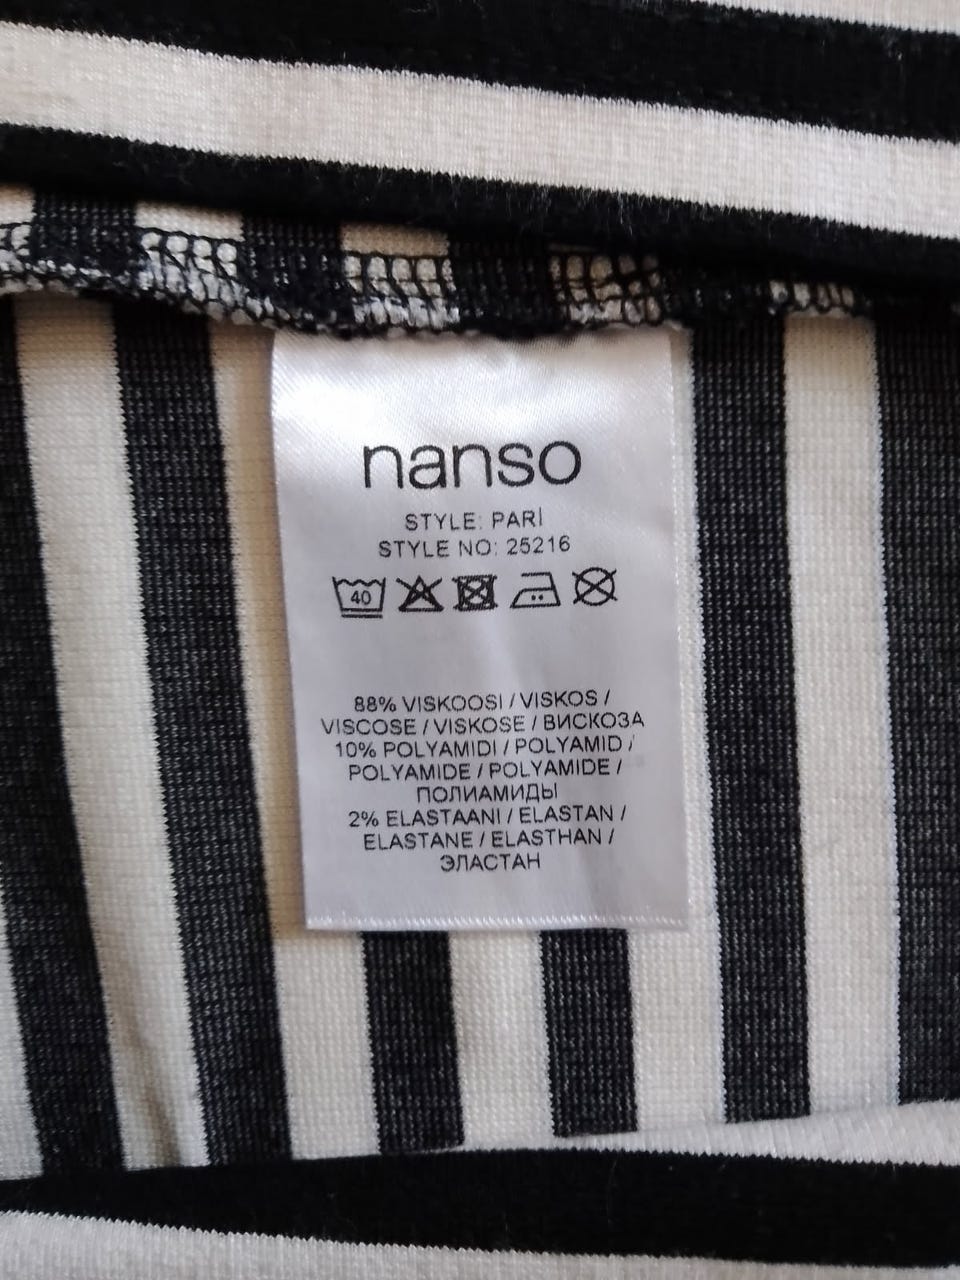 nanso
STYLE: PARİ
STYLE NO: 25216
40
88% VISKOOSI / VISKOS /
VISCOSE / VISKOSE / ВИСКОЗА
10% POLYAMIDI / POLYAMID /
POLYAMIDE / POLYAMIDE /
ПОЛИАМИДЫ
2% ELASTAANI / ELASTAN /
ELASTANE / ELASTHAN /
ЭЛАСТАН